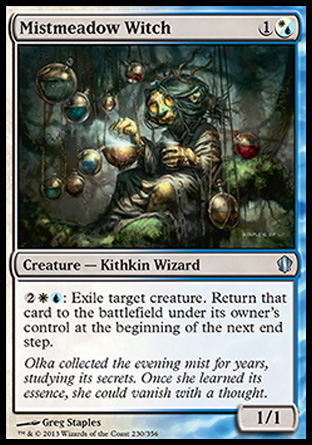 Mistmeadow Witch 1
Creature — Kithkin Wizard
2: Exile target creature. Return that
card to the battlefield under its owner's
control at the beginning of the next end
step.
Olka collected the evening mist for years,
studying its secrets. Once she learned its
essence, she could vanish with a thought.
Greg Staples
1/1
™ & © 2013 Wizards of the Coast 230/356